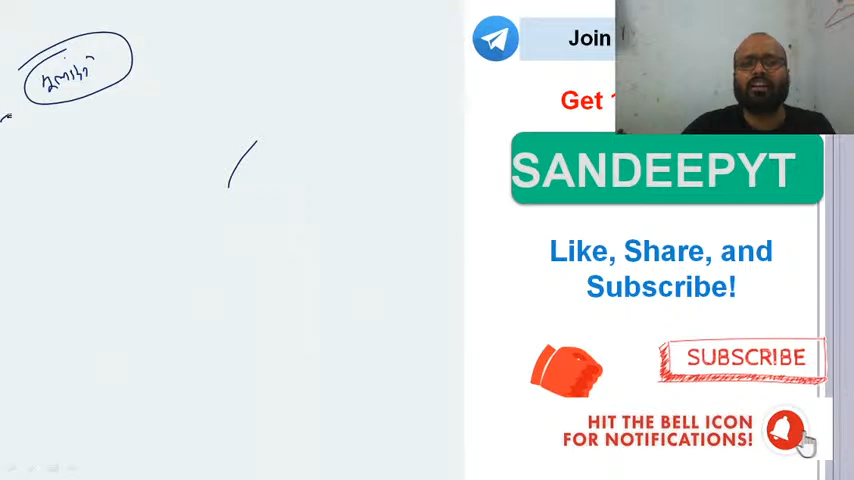 Join
Get
SANDEEPYT
Like, Share, and
Subscribe!
SUBSCRIBE
HIT THE BELL ICON
FOR NOTIFICATIONS!